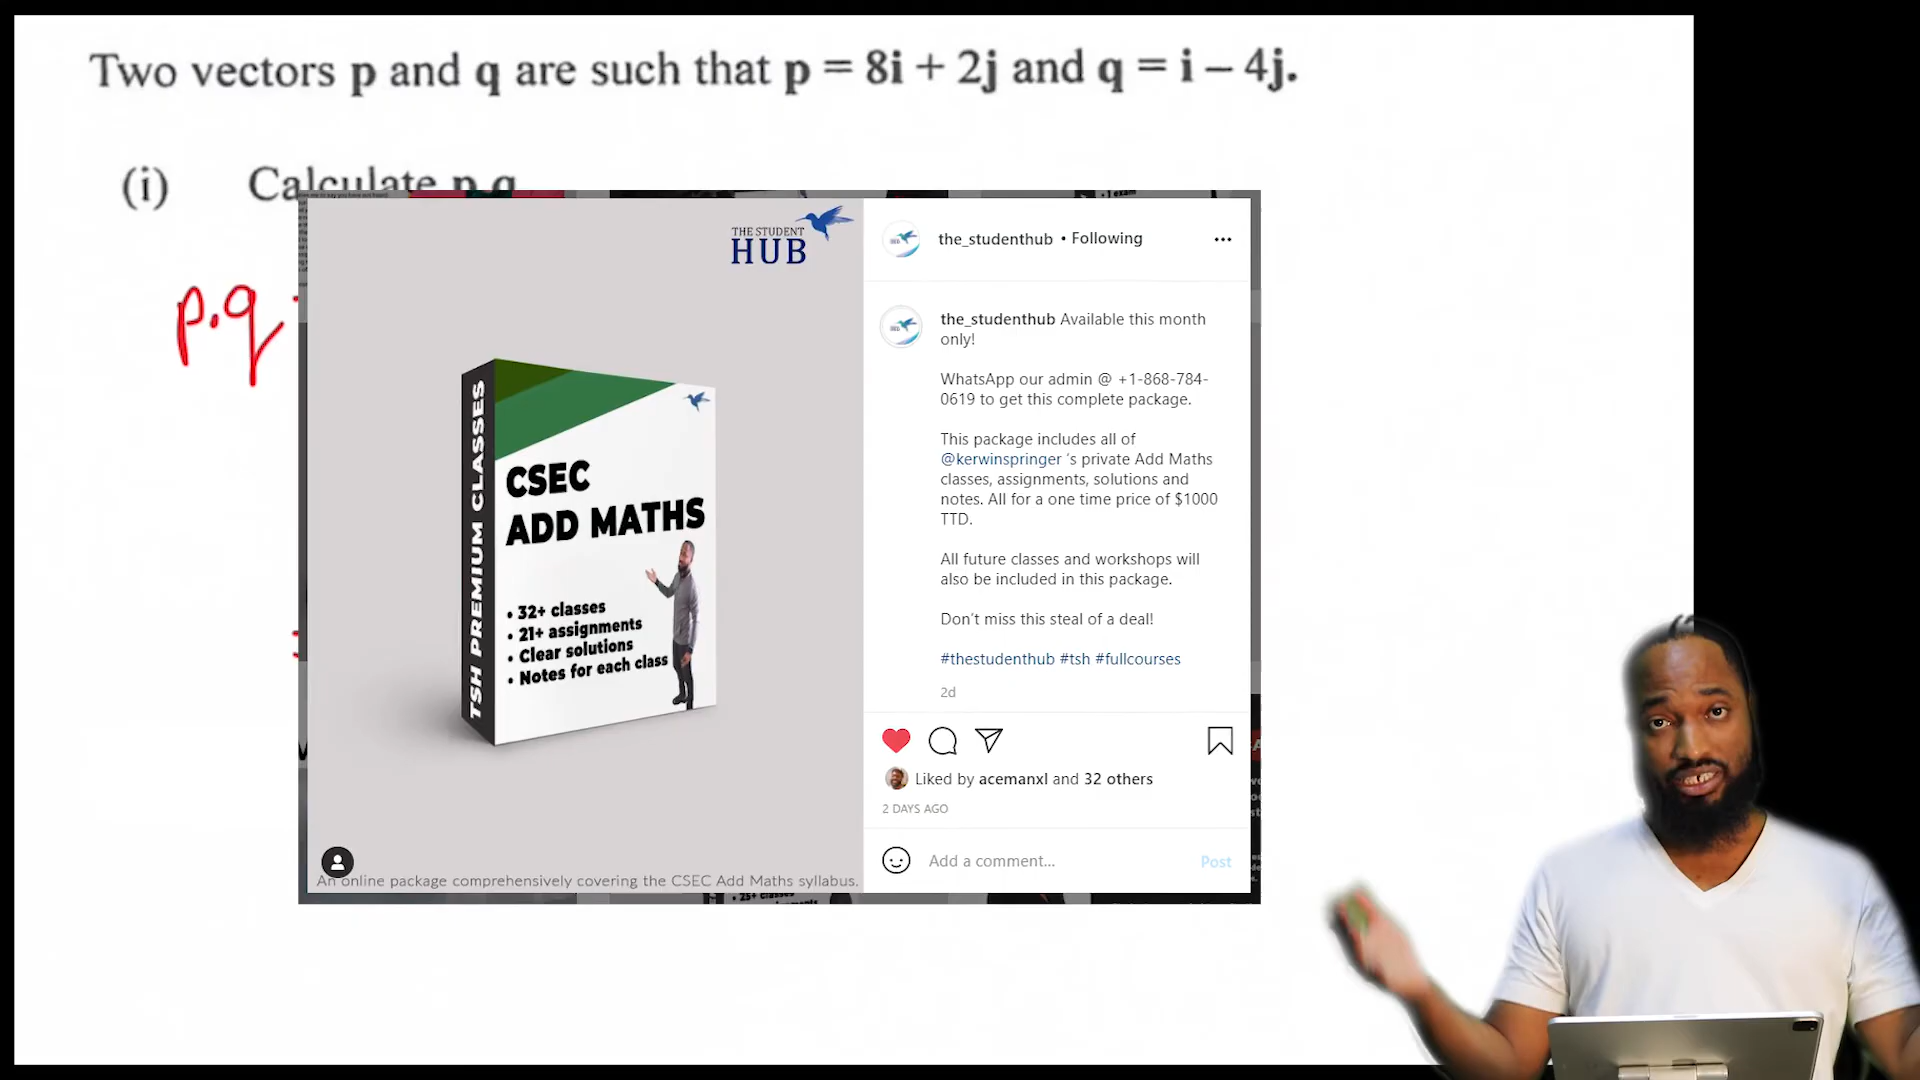 Two vectors p and q are such that p = 8i + 2j and q = i – 4j.
(i) Calculate p.q
p.q
THE STUDENT
HUB
TSH PREMIUM CLASSES
CSEC
ADD MATHS
• 32+ classes
• 21+ assignments
• Clear solutions
• Notes for each class
An online package comprehensively covering the CSEC Add Maths syllabus.
the_studenthub • Following
the_studenthub Available this month
only!
WhatsApp our admin @ +1-868-784-
0619 to get this complete package.
This package includes all of
@kerwinspringer 's private Add Maths
classes, assignments, solutions and
notes. All for a one time price of $1000
TTD.
All future classes and workshops will
also be included in this package.
Don't miss this steal of a deal!
#thestudenthub #tsh #fullcourses
2d
Liked by acemanxl and 32 others
2 DAYS AGO
Add a comment... Post
• 1 exam